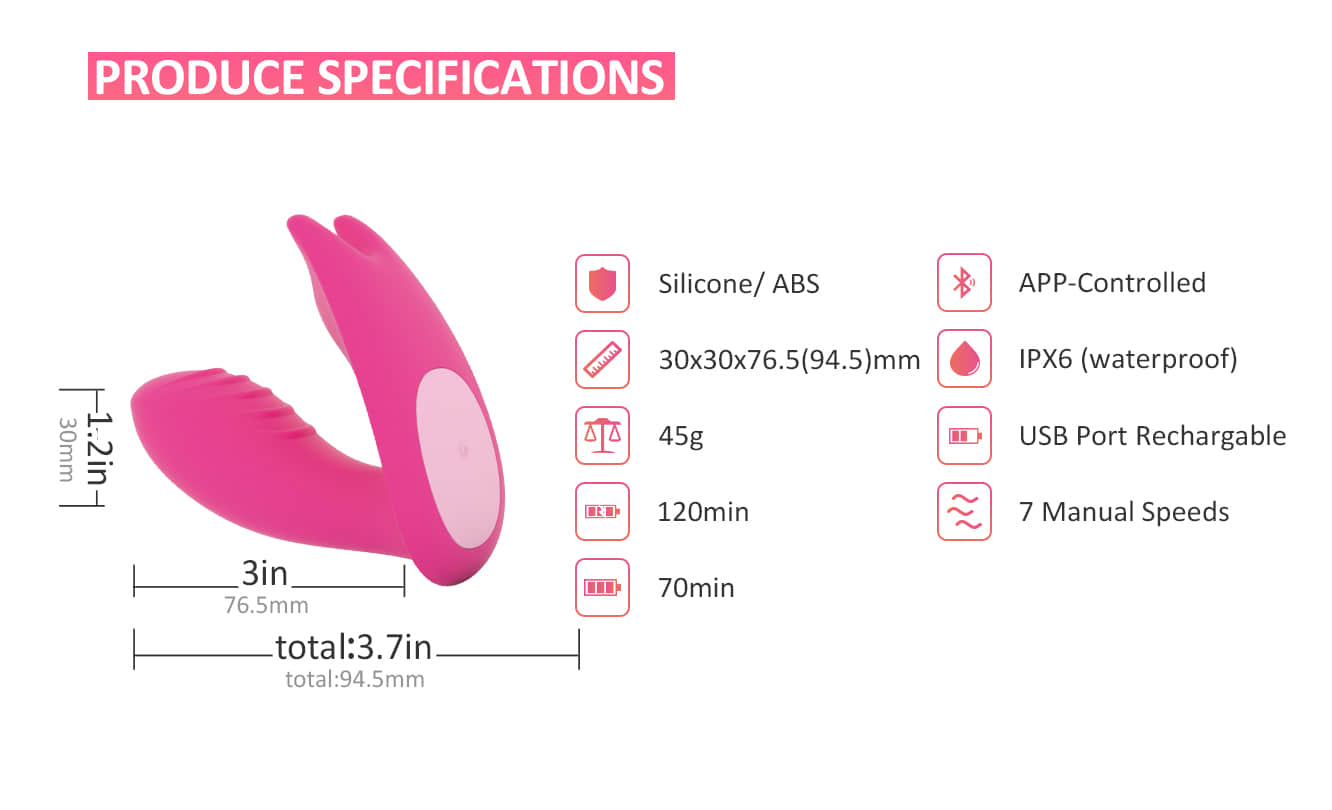 PRODUCE SPECIFICATIONS
1.2in
30mm
3in
76.5mm
total:3.7in
total:94.5mm
Silicone/ ABS
30x30x76.5(94.5)mm
45g
120min
70min
APP-Controlled
IPX6 (waterproof)
USB Port Rechargable
7 Manual Speeds